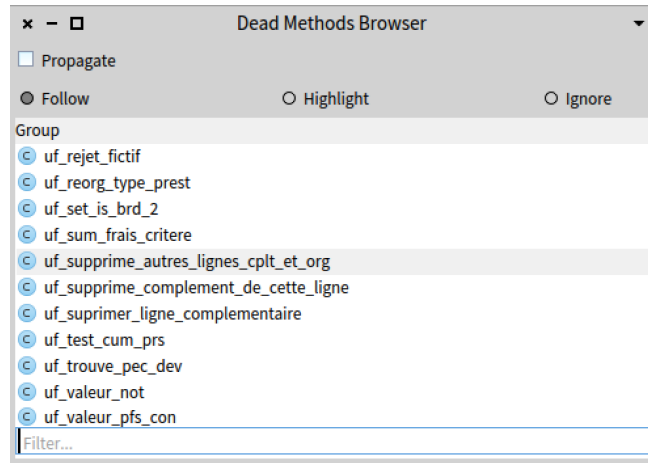 Dead Methods Browser
Propagate
Follow Highlight Ignore
Group
C uf_rejet_fictif
C uf_reorg_type_prest
C uf_set_is_brd_2
C uf_sum_frais_critere
C uf_supprime_autres_lignes_cplt_et_org
C uf_supprime_complement_de_cette_ligne
C uf_suprimer_ligne_complementaire
C uf_test_cum_prs
C uf_trouve_pec_dev
C uf_valeur_not
C uf_valeur_pfs_con
Filter...